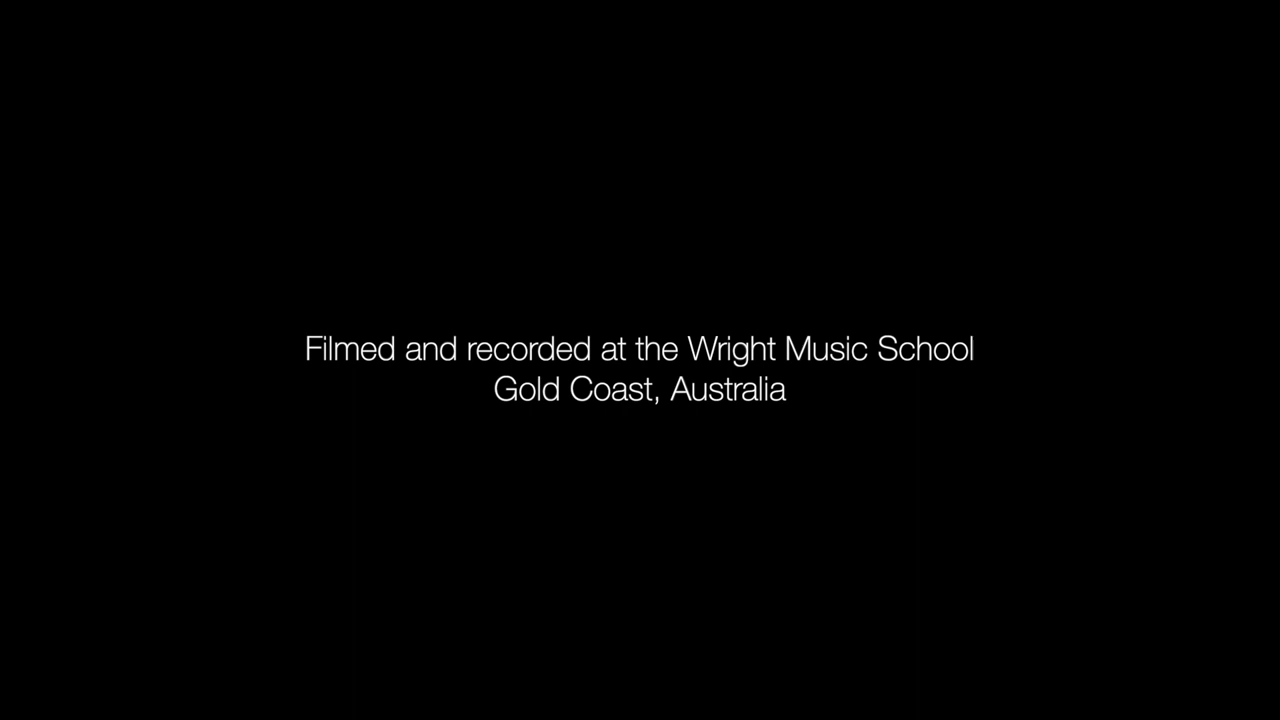 Filmed and recorded at the Wright Music School
Gold Coast, Australia